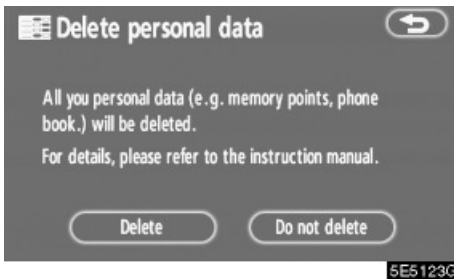 Delete personal data
All you personal data (e.g. memory points, phone
book.) will be deleted.
For details, please refer to the instruction manual.
Delete Do not delete
5E5123G